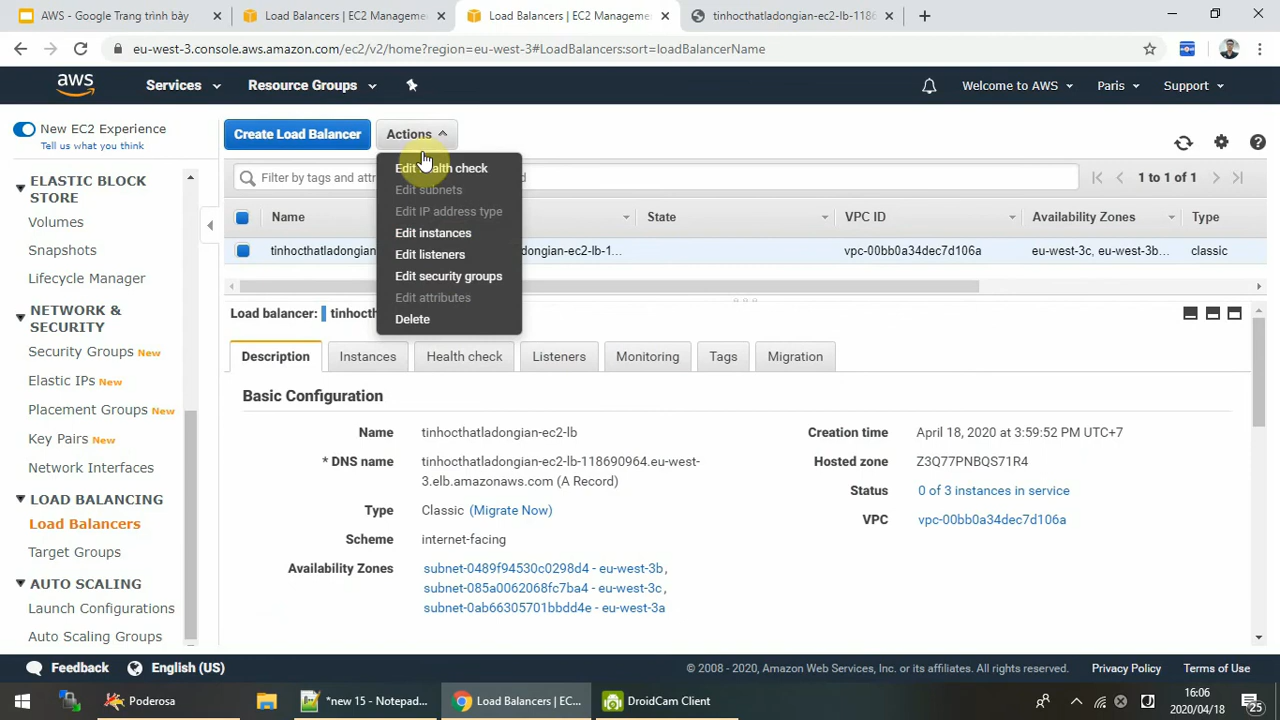 AWS - Google Trang trình bày
Load Balancers | EC2 Manageme
Load Balancers | EC2 Manageme
tinhocthatladongian-ec2-lb-1186
eu-west-3.console.aws.amazon.com/ec2/v2/home?region=eu-west-3#LoadBalancers:sort=loadBalancerName
aws
Services
Resource Groups
Welcome to AWS
Paris
Support
New EC2 Experience
Tell us what you think
ELASTIC BLOCK
STORE
Volumes
Snapshots
Lifecycle Manager
NETWORK &
SECURITY
Security Groups New
Elastic IPs New
Placement Groups New
Key Pairs New
Network Interfaces
LOAD BALANCING
Load Balancers
Target Groups
AUTO SCALING
Launch Configurations
Auto Scaling Groups
Create Load Balancer
Actions
Edit health check
Edit subnets
Edit IP address type
Edit instances
Edit listeners
Edit security groups
Edit attributes
Delete
Filter by tags and attr
d
1 to 1 of 1
Name
State
VPC ID
Availability Zones
Type
tinhocthatladongian
ladongian-ec2-lb-1...
vpc-00bb0a34dec7d106a
eu-west-3c, eu-west-3b...
classic
Load balancer: tinhocth
Description
Instances
Health check
Listeners
Monitoring
Tags
Migration
Basic Configuration
Name tinhocthatladongian-ec2-lb
* DNS name tinhocthatladongian-ec2-lb-118690964.eu-west-
3.elb.amazonaws.com (A Record)
Type Classic (Migrate Now)
Scheme internet-facing
Availability Zones subnet-0489f94530c0298d4 - eu-west-3b,
subnet-085a0062068fc7ba4 - eu-west-3c,
subnet-0ab66305701bbdd4e - eu-west-3a
Creation time April 18, 2020 at 3:59:52 PM UTC+7
Hosted zone Z3Q77PNBQS71R4
Status 0 of 3 instances in service
VPC vpc-00bb0a34dec7d106a
Feedback
English (US)
© 2008 - 2020, Amazon Web Services, Inc. or its affiliates. All rights reserved.
Privacy Policy
Terms of Use
Poderosa
*new 15 - Notepad...
Load Balancers | EC...
DroidCam Client
16:06
2020/04/18
25